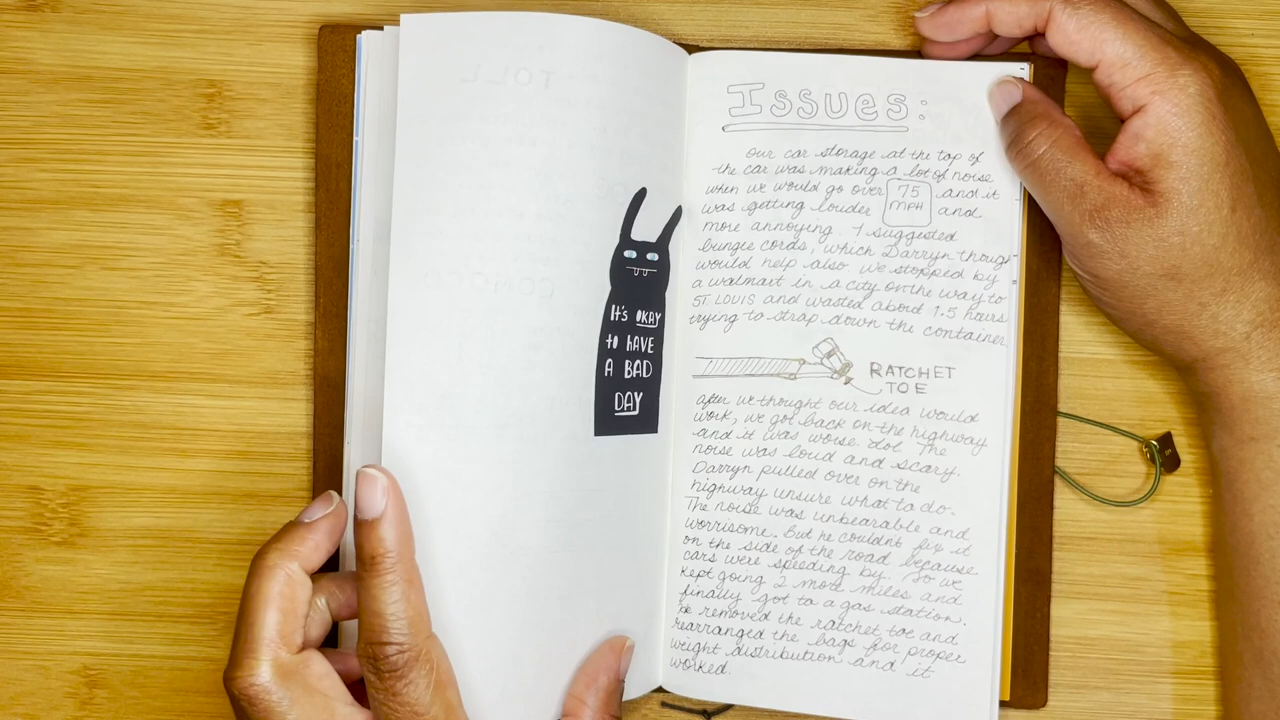 It's OKAY
to HAVE
A BAD
DAY
Issues:
our car storage at the top of
the car was making a lot of noise
when we would go over 75 MPH and it
was getting louder and
more annoying. I suggested
bungie cords, which Darryn though
would help also. we stopped by
a walmart in a city on the way to
ST. LOUIS and wasted about 1.5 hours
trying to strap down the container
RATCHET
TOE
after we thought our idea would
work, we got back on the highway
and it was worse. lol. The
noise was loud and scary.
Darryn pulled over on the
highway unsure what to do.
The noise was unbearable and
worrisome. But he couldn't fix it
on the side of the road because
cars were speeding by. So we
kept going 2 more miles and
finally got to a gas station.
He removed the ratchet toe and
rearranged the bags for proper
weight distribution and it
worked.